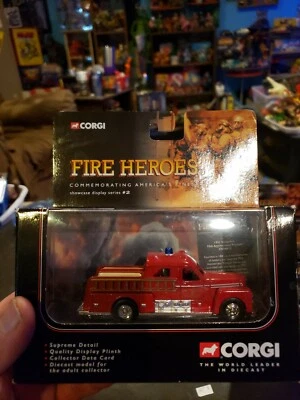 CORGI
FIRE HEROES
COMMEMORATING AMERICA'S
showcase display series #2
Supreme Detail
Quality Display Plinth
Collector Data Card
Diecast model for
the adult collector
CORGI
THE WORLD LEADER
IN DIECAST